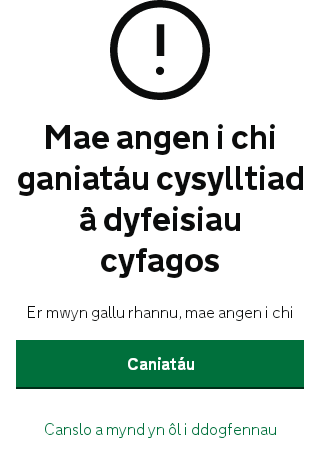 Mae angen i chi
ganiatáu cysylltiad
â dyfeisiau
cyfagos
Er mwyn gallu rhannu, mae angen i chi
Caniatáu
Canslo a mynd yn ôl i ddogfennau